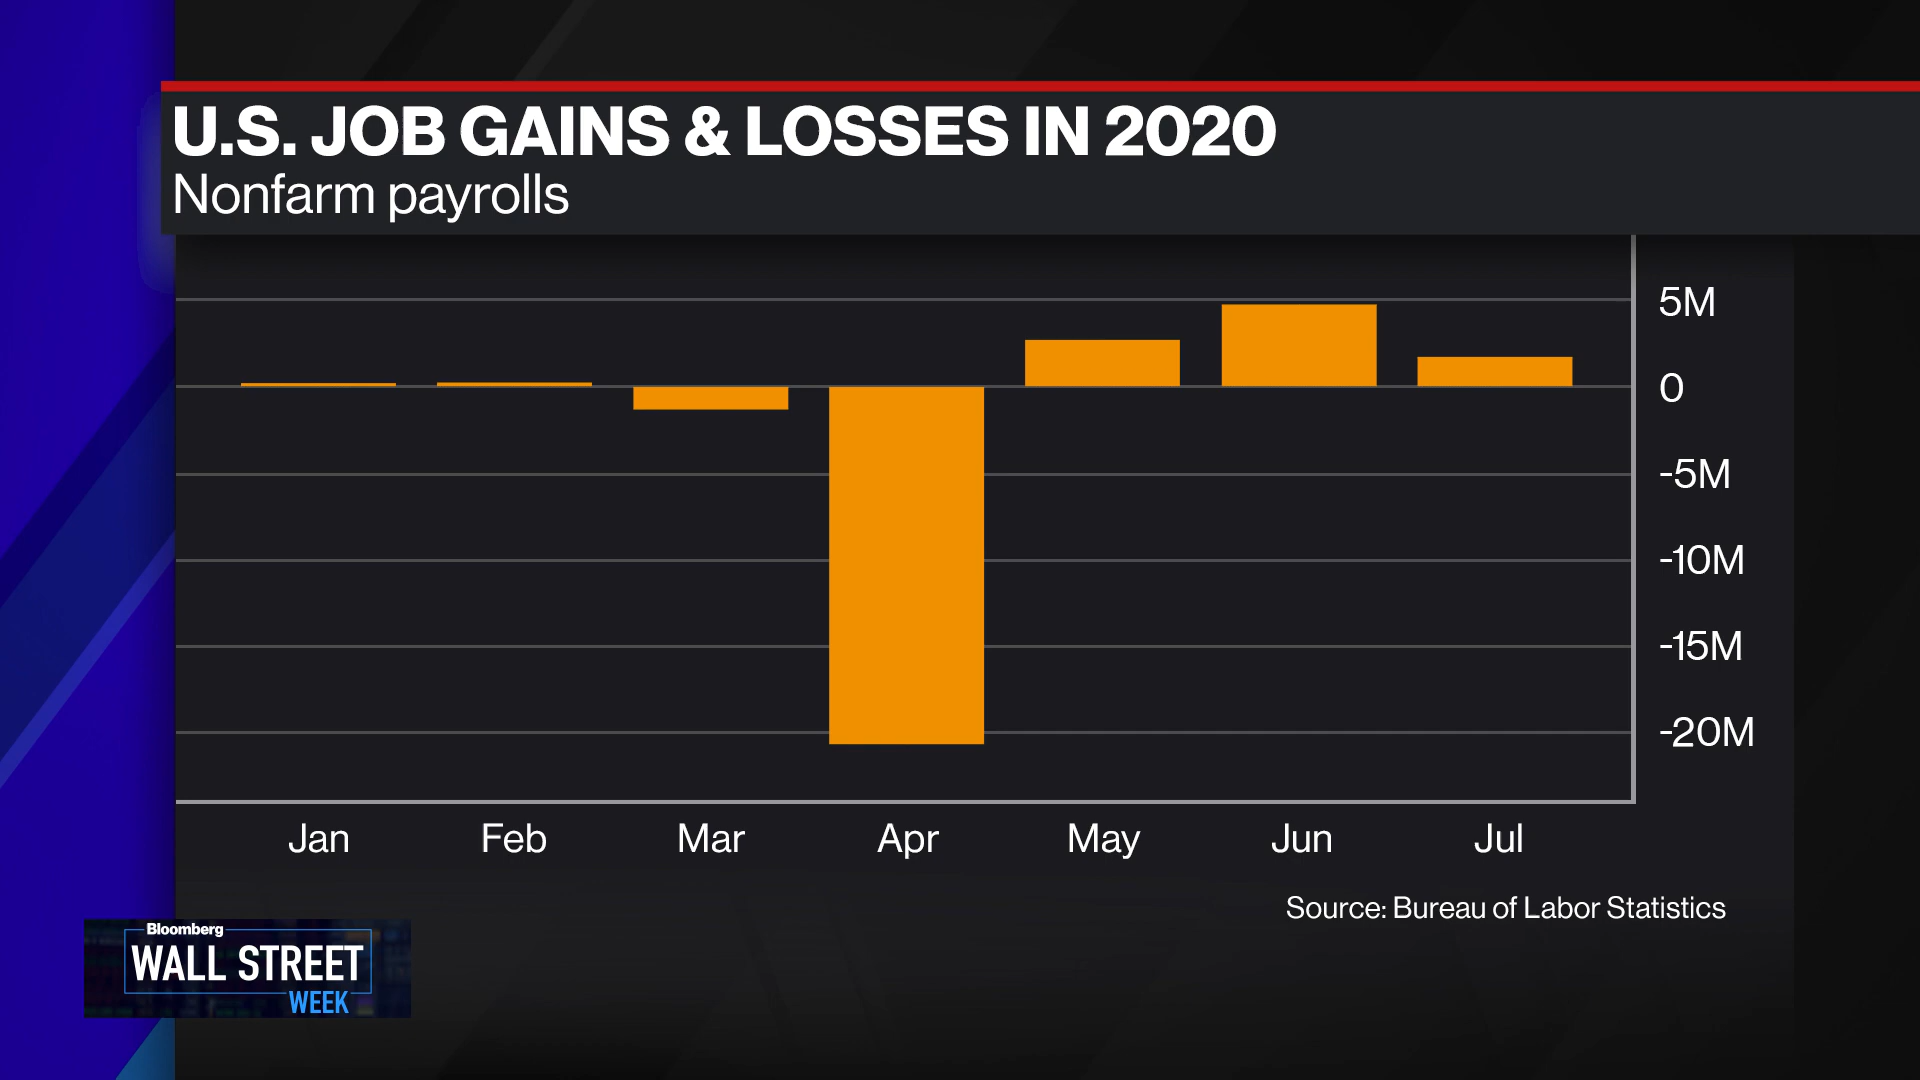 U.S. JOB GAINS & LOSSES IN 2020
Nonfarm payrolls
5M
0
-5M
-10M
-15M
-20M
Jan Feb Mar Apr May Jun Jul
Source: Bureau of Labor Statistics
Bloomberg
WALL STREET
WEEK